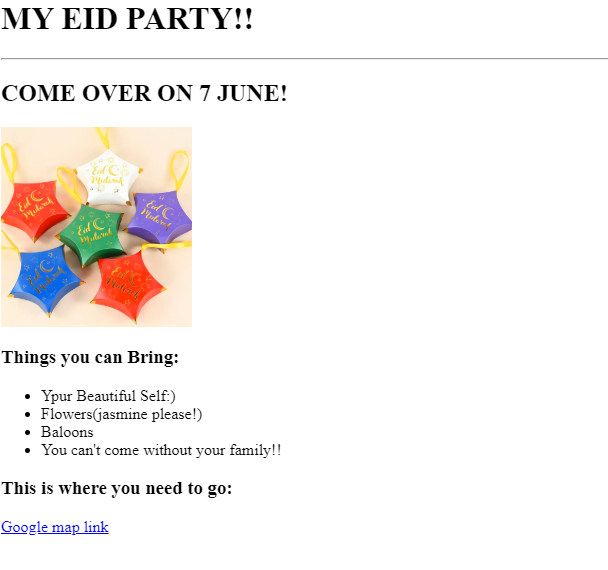 MY EID PARTY!!
COME OVER ON 7 JUNE!
Eid
Mubarak
Eid
Mubarak
Eid
Mubarak
Eid
Mubarak
Eid
Mubarak
Eid
Mubarak
Things you can Bring:
Ypur Beautiful Self:)
Flowers(jasmine please!)
Baloons
You can't come without your family!!
This is where you need to go:
Google map link